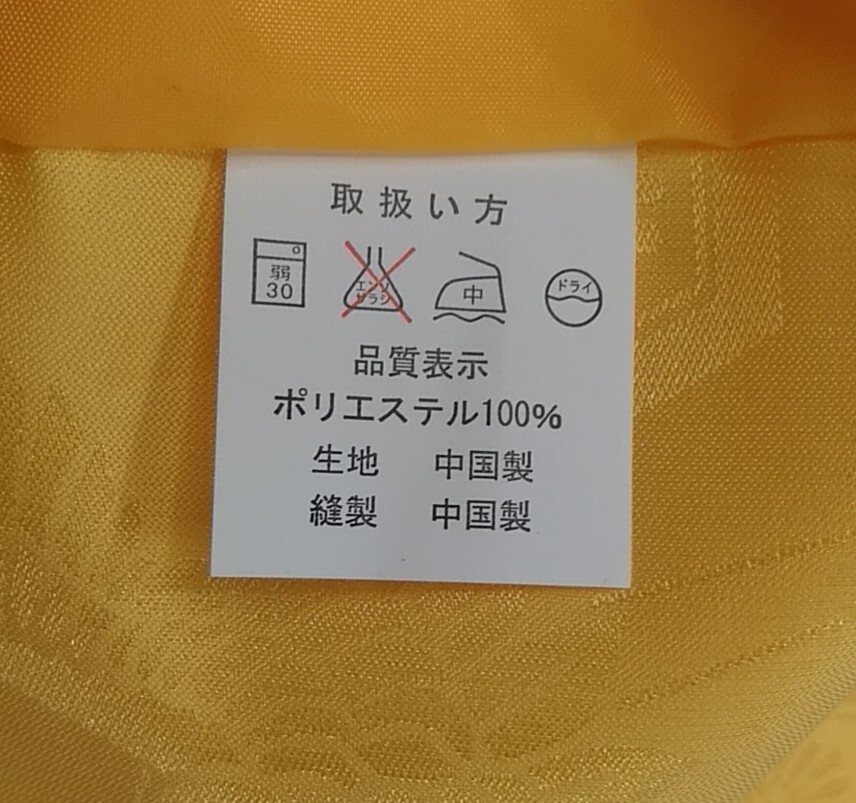 取扱い方
弱 30 エンソサラシ 中 ドライ
品質表示
ポリエステル100%
生地 中国製
縫製 中国製